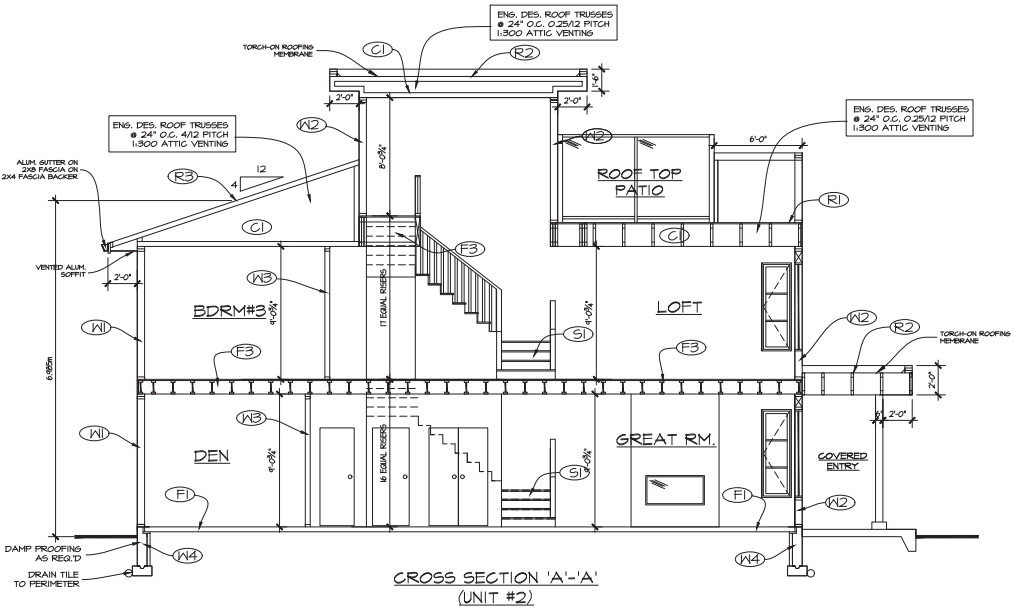 ENG. DES. ROOF TRUSSES
@ 24" O.C. 0.25/12 PITCH
1:300 ATTIC VENTING
TORCH-ON ROOFING
MEMBRANE
C1
R2
1'-6"
2'-0"
2'-0"
ENG. DES. ROOF TRUSSES
@ 24" O.C. 4/12 PITCH
1:300 ATTIC VENTING
W2
W2
8'-0¾"
ENG. DES. ROOF TRUSSES
@ 24" O.C. 0.25/12 PITCH
1:300 ATTIC VENTING
6'-0"
ALUM. GUTTER ON
2X8 FASCIA ON
2X4 FASCIA BACKER
R3
12
4
ROOF TOP
PATIO
R1
C1
C1
F3
VENTED ALUM.
SOFFIT
2'-0"
W3
BDRM#3
9'-0¾"
17 EQUAL RISERS
9'-0¾"
LOFT
W1
F3
S1
F3
W2
R2
TORCH-ON ROOFING
MEMBRANE
6.985m
2'-0"
W3
6"
2'-0"
W1
DEN
9'-0¾"
16 EQUAL RISERS
9'-0¾"
GREAT RM.
S1
COVERED
ENTRY
F1
F1
W2
DAMP PROOFING
AS REQ.'D
W4
W4
DRAIN TILE
TO PERIMETER
CROSS SECTION 'A'-'A'
(UNIT #2)